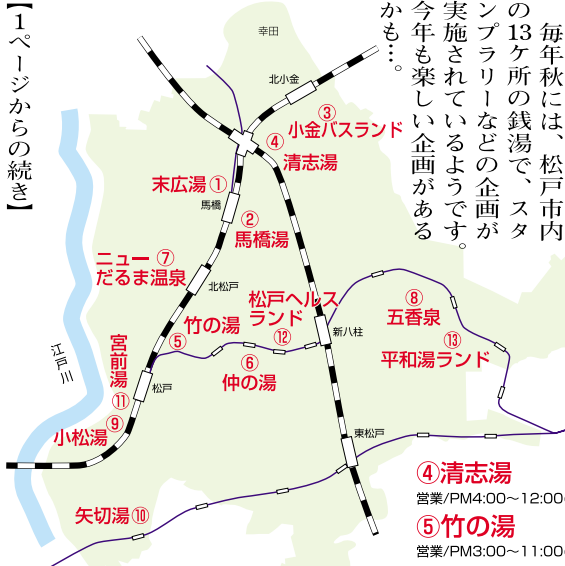 【1ページからの続き】
毎年秋には、松戸市内
の13ケ所の銭湯で、スタ
ンプラリーなどの企画が
実施されているようです。
今年も楽しい企画がある
かも…。
幸田
北小金
③
小金バスランド
④
清志湯
末広湯①
馬橋
②
馬橋湯
ニュー⑦
だるま温泉
北松戸
松戸ヘルス
ランド
⑫
新八柱
⑧
五香泉
⑬
平和湯ランド
竹の湯
⑤
⑥
仲の湯
宮前湯
⑪
松戸
江戸川
⑨
小松湯
東松戸
矢切湯⑩
④清志湯
営業/PM4:00〜12:00
⑤竹の湯
営業/PM3:00〜11:00